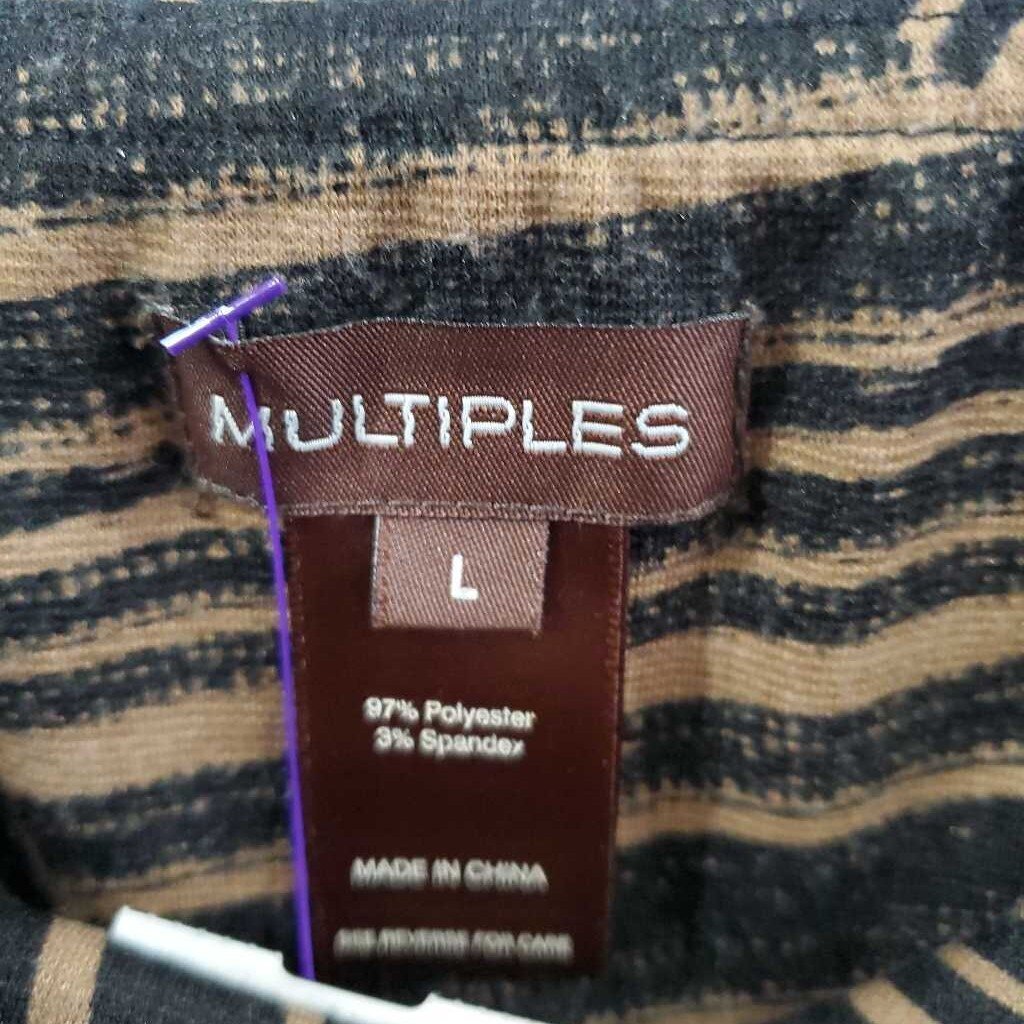 MULTIPLES
L
97% Polyester
3% Spandex
MADE IN CHINA
SEE REVERSE FOR CARE